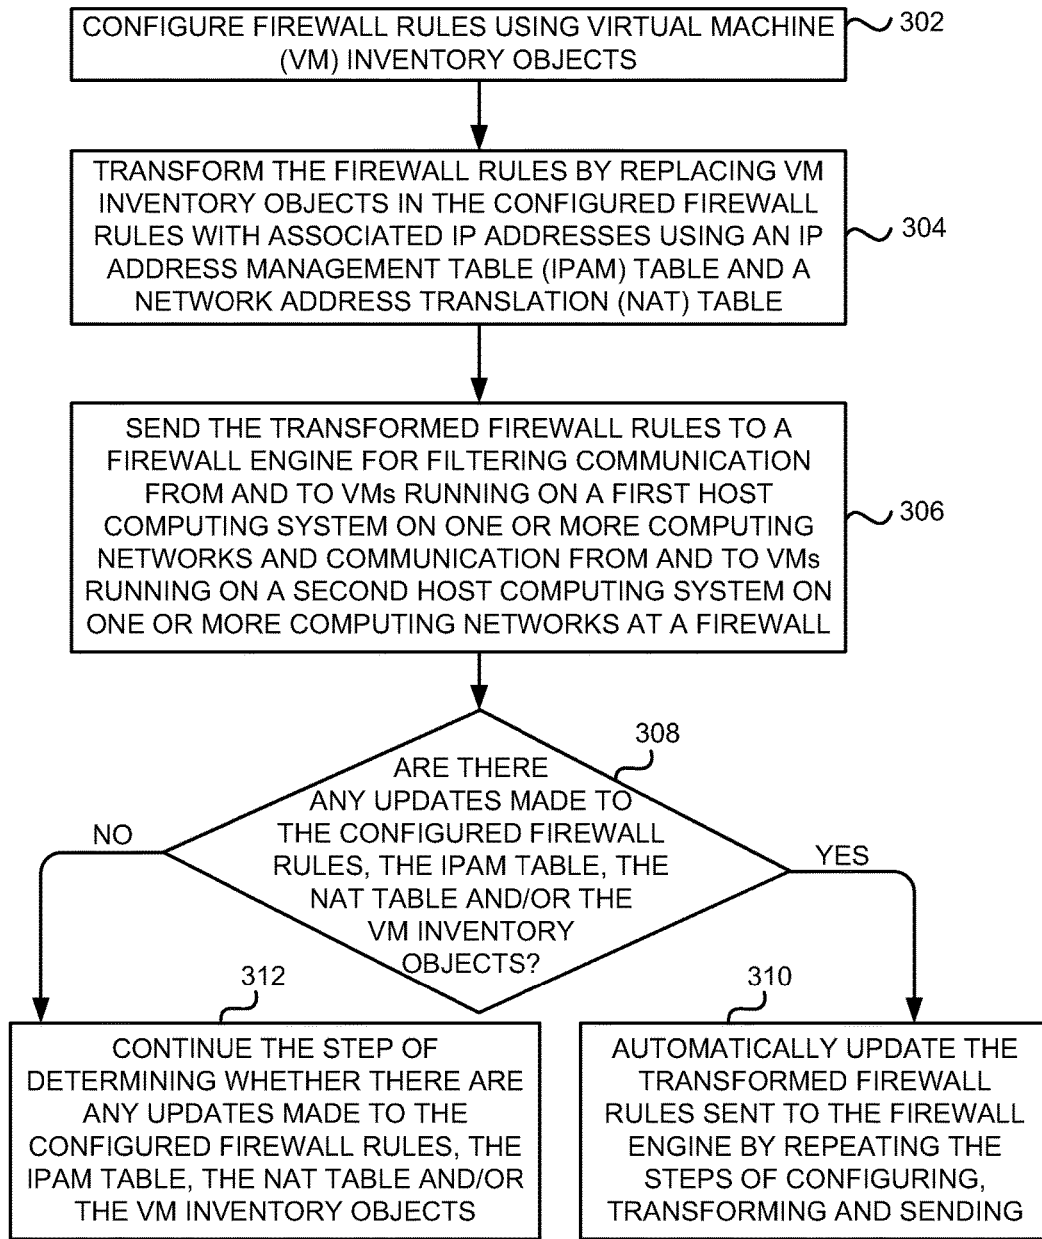 CONFIGURE FIREWALL RULES USING VIRTUAL MACHINE
(VM) INVENTORY OBJECTS
302
TRANSFORM THE FIREWALL RULES BY REPLACING VM
INVENTORY OBJECTS IN THE CONFIGURED FIREWALL
RULES WITH ASSOCIATED IP ADDRESSES USING AN IP
ADDRESS MANAGEMENT TABLE (IPAM) TABLE AND A
NETWORK ADDRESS TRANSLATION (NAT) TABLE
304
SEND THE TRANSFORMED FIREWALL RULES TO A
FIREWALL ENGINE FOR FILTERING COMMUNICATION
FROM AND TO VMs RUNNING ON A FIRST HOST
COMPUTING SYSTEM ON ONE OR MORE COMPUTING
NETWORKS AND COMMUNICATION FROM AND TO VMs
RUNNING ON A SECOND HOST COMPUTING SYSTEM ON
ONE OR MORE COMPUTING NETWORKS AT A FIREWALL
306
308
ARE THERE
ANY UPDATES MADE TO
THE CONFIGURED FIREWALL
RULES, THE IPAM TABLE, THE
NAT TABLE AND/OR THE
VM INVENTORY
OBJECTS?
NO
YES
312
CONTINUE THE STEP OF
DETERMINING WHETHER THERE ARE
ANY UPDATES MADE TO THE
CONFIGURED FIREWALL RULES, THE
IPAM TABLE, THE NAT TABLE AND/OR
THE VM INVENTORY OBJECTS
310
AUTOMATICALLY UPDATE THE
TRANSFORMED FIREWALL
RULES SENT TO THE FIREWALL
ENGINE BY REPEATING THE
STEPS OF CONFIGURING,
TRANSFORMING AND SENDING